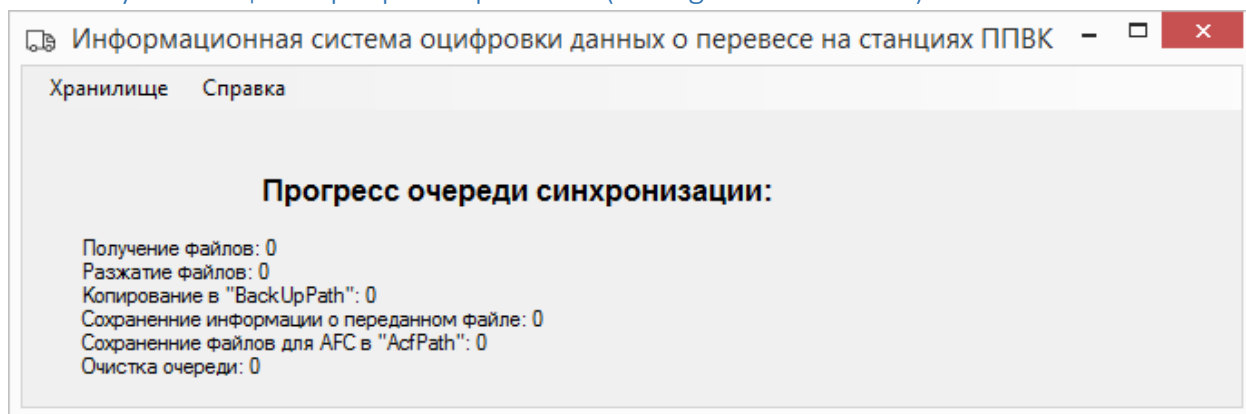 Информационная система оцифровки данных о перевесе на станциях ППВК
Хранилище Справка
Прогресс очереди синхронизации:
Получение файлов: 0
Разжатие файлов: 0
Копирование в "BackUpPath": 0
Сохраненние информации о переданном файле: 0
Сохраненние файлов для AFC в "AcfPath": 0
Очистка очереди: 0